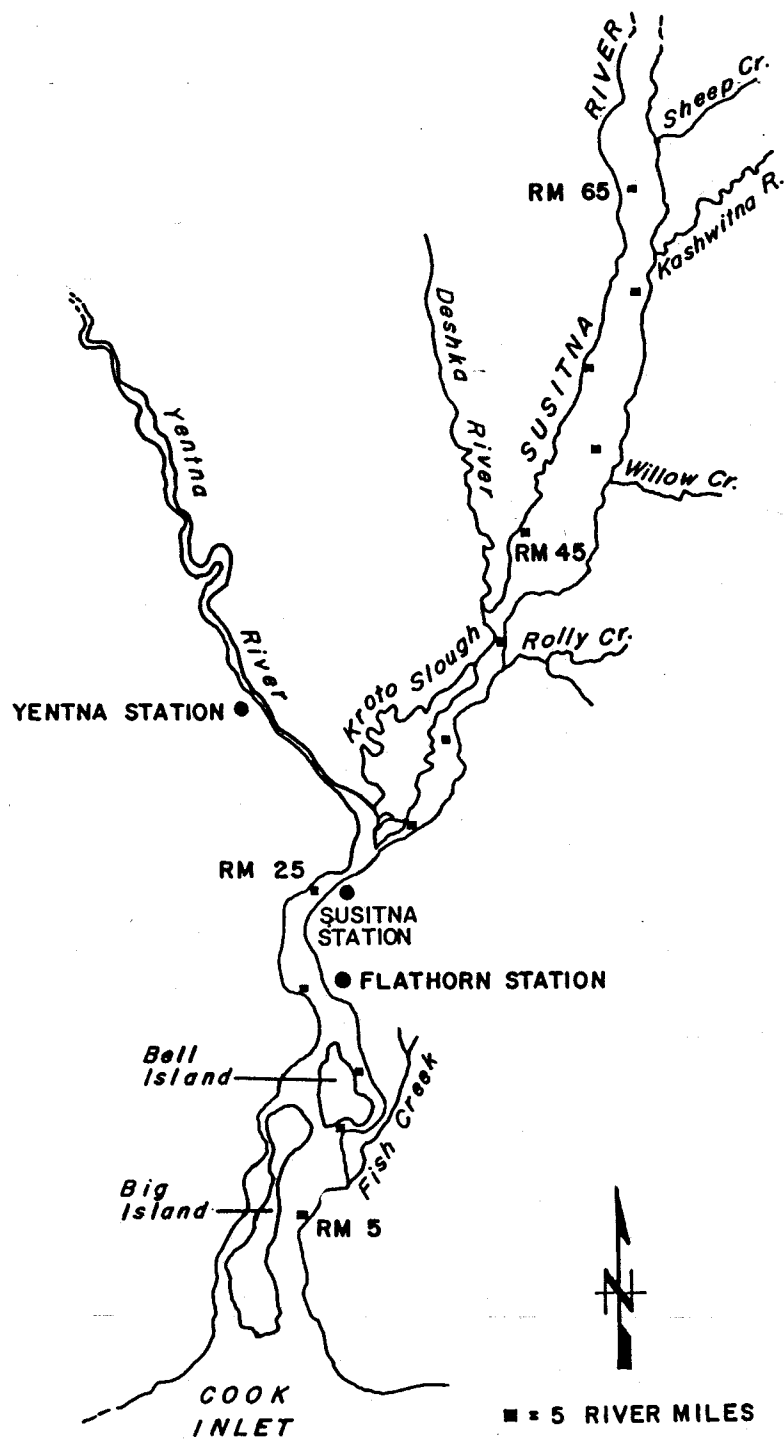 RIVER
Sheep Cr.
RM 65
Kashwitna R.
Deshka River
SUSITNA
Yentna River
Willow Cr.
RM 45
Kroto Slough
Rolly Cr.
YENTNA STATION
RM 25
SUSITNA
STATION
FLATHORN STATION
Bell
Island
Fish Creek
Big
Island
RM 5
N
COOK
INLET
■ = 5 RIVER MILES